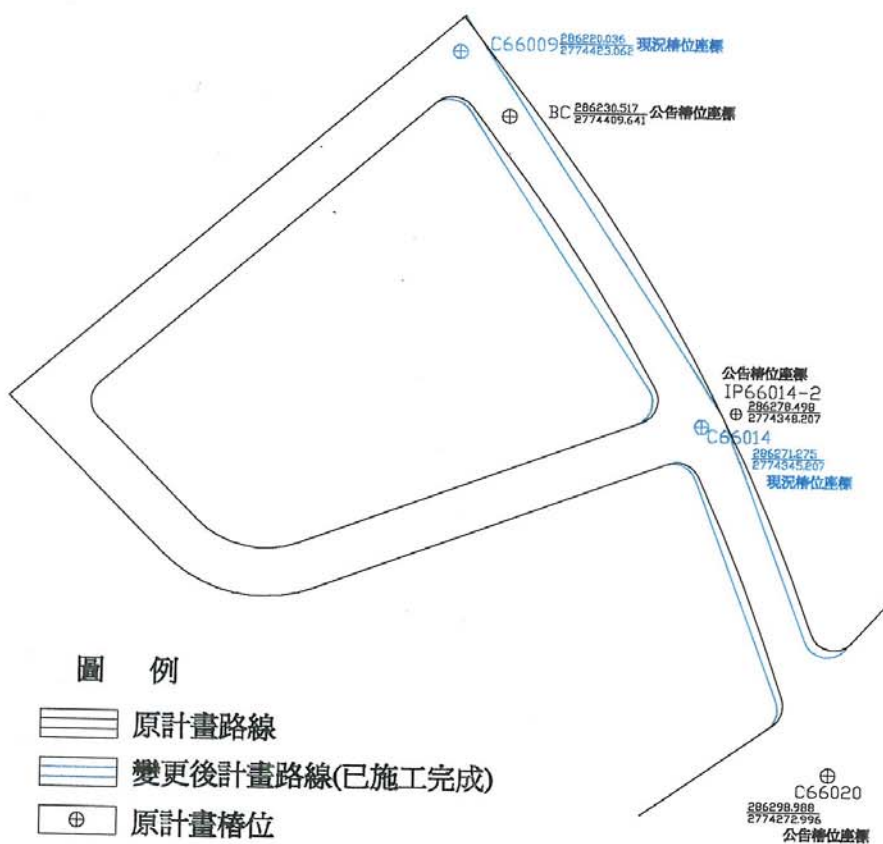 C66009 286220.036 現況樁位座標
2774423.062
BC 286230.517 公告樁位座標
2774409.641
公告樁位座標
IP66014-2
286278.498
2774348.207
C66014
286271.275
2774345.207
現況樁位座標
圖 例
原計畫路線
變更後計畫路線(已施工完成)
原計畫樁位
C66020
286298.988
2774272.996
公告樁位座標